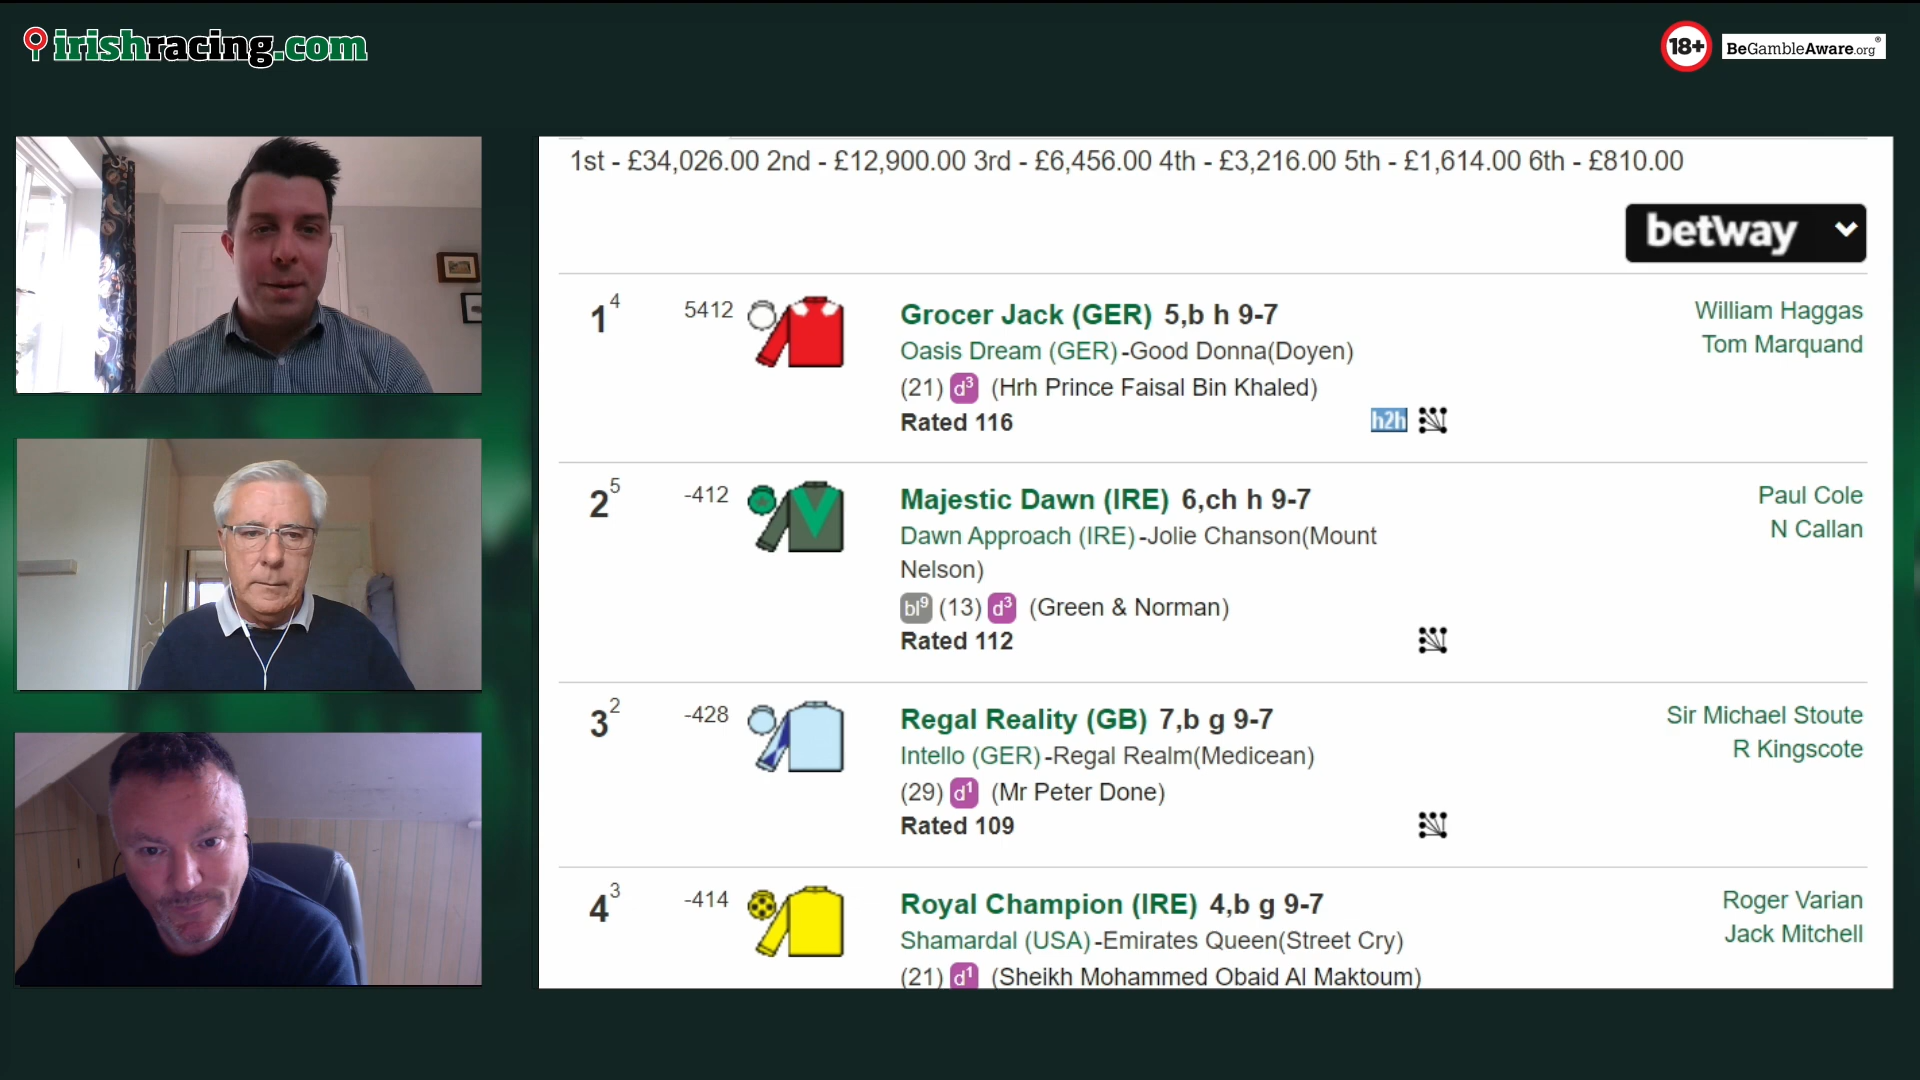 irishracing.com
18+
BeGambleAware.org®
1st - £34,026.00 2nd - £12,900.00 3rd - £6,456.00 4th - £3,216.00 5th - £1,614.00 6th - £810.00
betway
1 4 5412 Grocer Jack (GER) 5,b h 9-7 William Haggas
Oasis Dream (GER)-Good Donna(Doyen) Tom Marquand
(21) d3 (Hrh Prince Faisal Bin Khaled)
Rated 116 h2h
2 5 -412 Majestic Dawn (IRE) 6,ch h 9-7 Paul Cole
Dawn Approach (IRE)-Jolie Chanson(Mount N Callan
Nelson)
bl9 (13) d3 (Green & Norman)
Rated 112
3 2 -428 Regal Reality (GB) 7,b g 9-7 Sir Michael Stoute
Intello (GER)-Regal Realm(Medicean) R Kingscote
(29) d1 (Mr Peter Done)
Rated 109
4 3 -414 Royal Champion (IRE) 4,b g 9-7 Roger Varian
Shamardal (USA)-Emirates Queen(Street Cry) Jack Mitchell
(21) d1 (Sheikh Mohammed Obaid Al Maktoum)